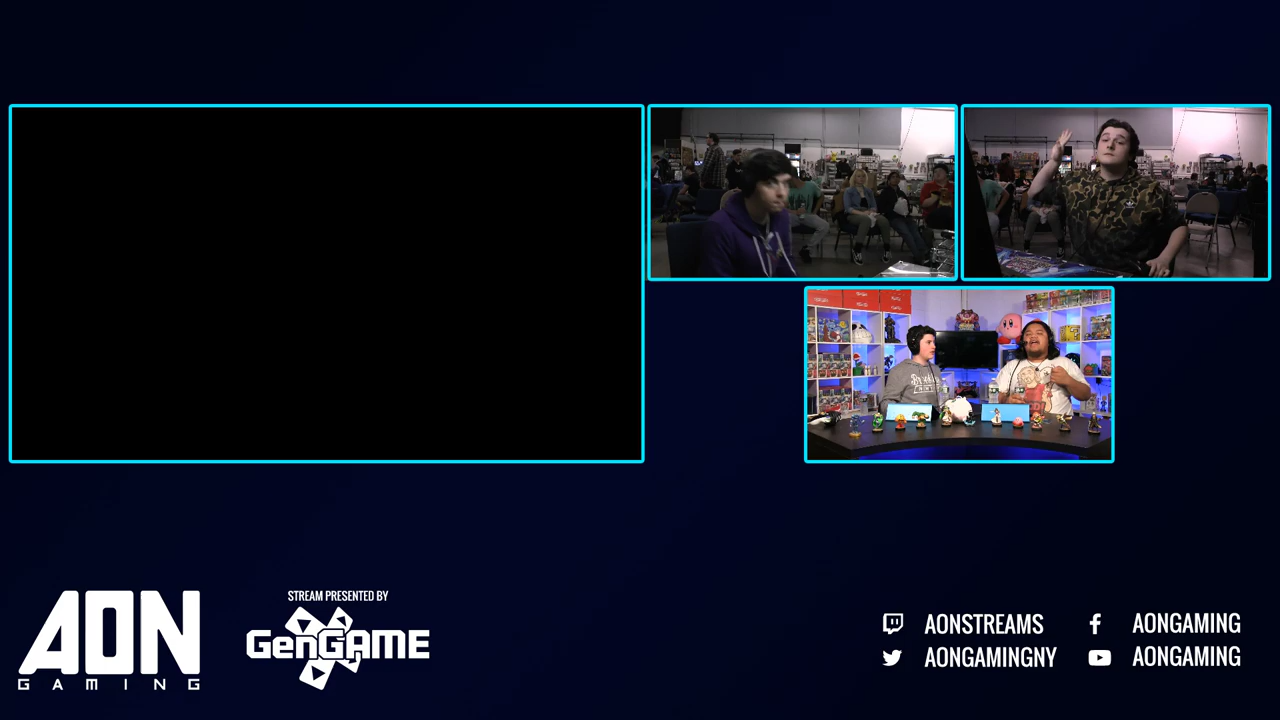 AON
GAMING
STREAM PRESENTED BY
GENGAME
AONSTREAMS
AONGAMING
AONGAMINGNY
AONGAMING